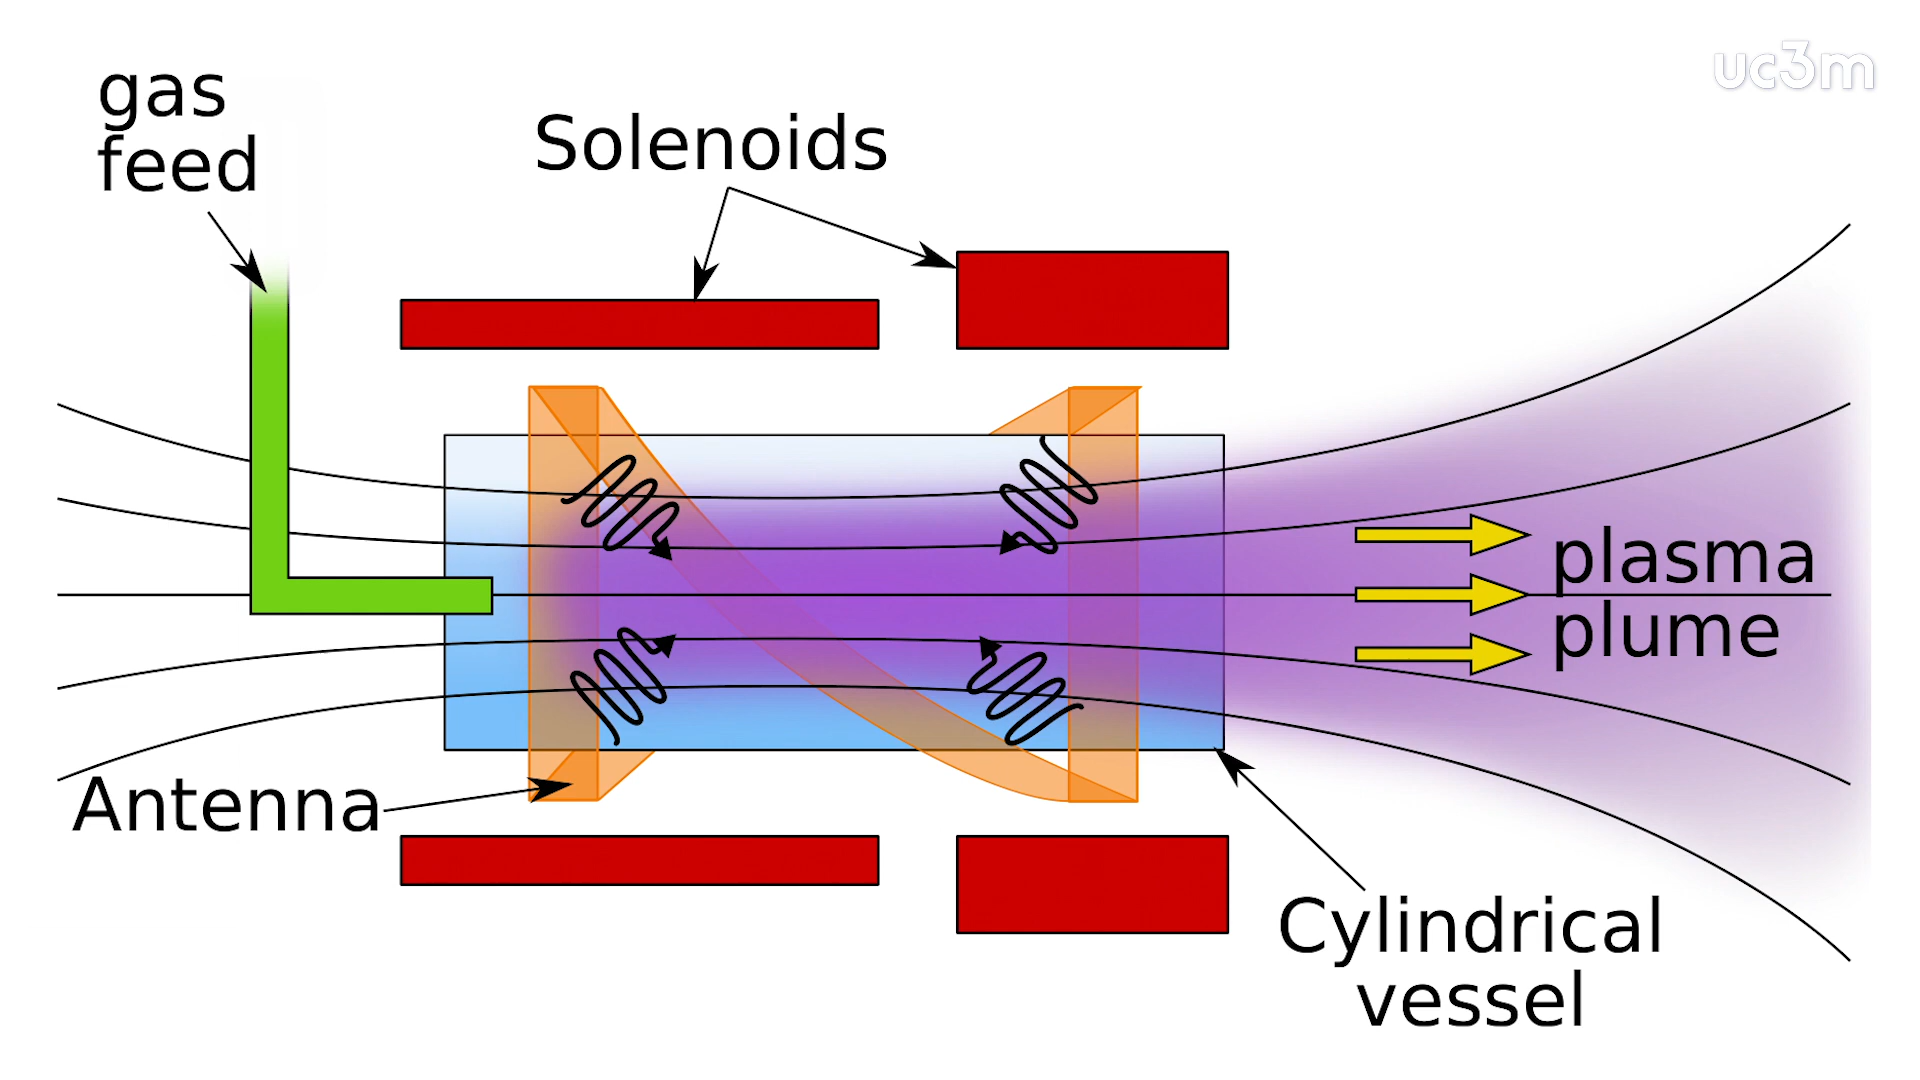 uc3m
gas
feed
Solenoids
plasma
plume
Antenna
Cylindrical
vessel